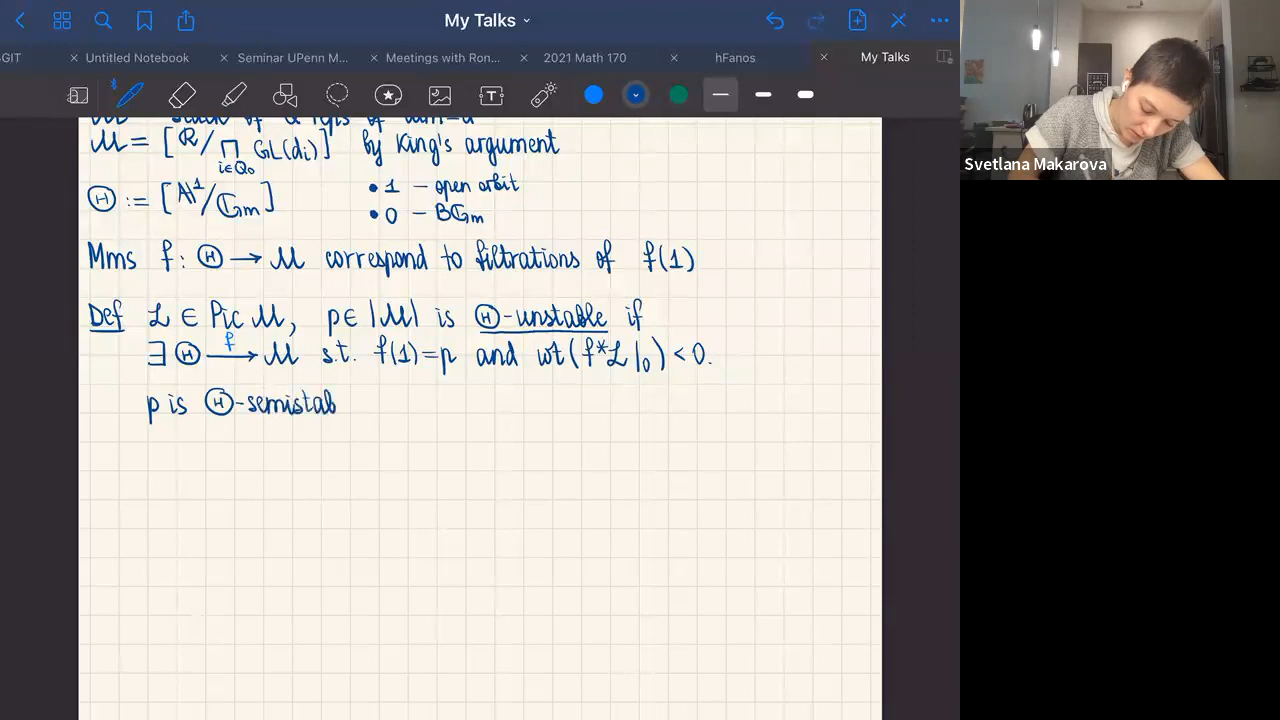 My Talks
GIT
Untitled Notebook
Seminar UPenn M...
Meetings with Ron...
2021 Math 170
hFanos
My Talks
Svetlana Makarova
M = [R/∏ GL(di)] by King's argument
i∈Q₀
Θ := [A¹/Gm]
• 1 – open orbit
• 0 – BGm
Mms f: Θ → M correspond to filtrations of f(1)
Def L ∈ Pic M, p ∈ |M| is Θ-unstable if
∃ Θ →f M s.t. f(1)=p and wt(f*L|₀) < 0.
p is Θ-semistab